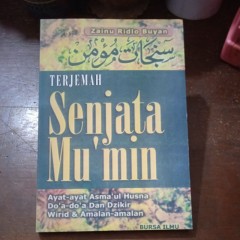 Zainu Ridlo Buyan
سنجات مؤمن
TERJEMAH
Senjata
Mu'min
Ayat-ayat Asma'ul Husna
Do'a-do'a Dan Dzikir
Wirid & Amalan-amalan
BURSA ILMU